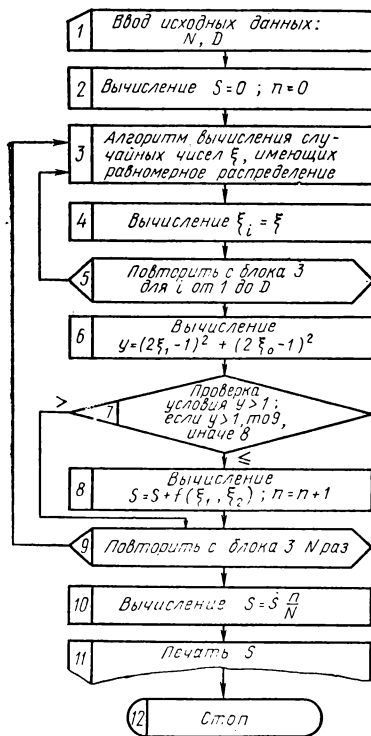 1 Ввод исходных данных:
N, D
2 Вычисление S=0 ; n=0
3 Алгоритм вычисления слу-
чайных чисел ξ, имеющих
равномерное распределение
4 Вычисление ξᵢ = ξ
5 Повторить с блока 3
для i от 1 до D
6 Вычисление
y=(2ξ₁-1)² + (2ξ₀-1)²
7 Проверка
условия y>1;
если y>1, то 9,
иначе 8
>
≤
8 Вычисление
S=S+f(ξ₁, ξ₂); n=n+1
9 Повторить с блока 3 N раз
10 Вычисление S=S n/N
11 Печать S
12 Стоп